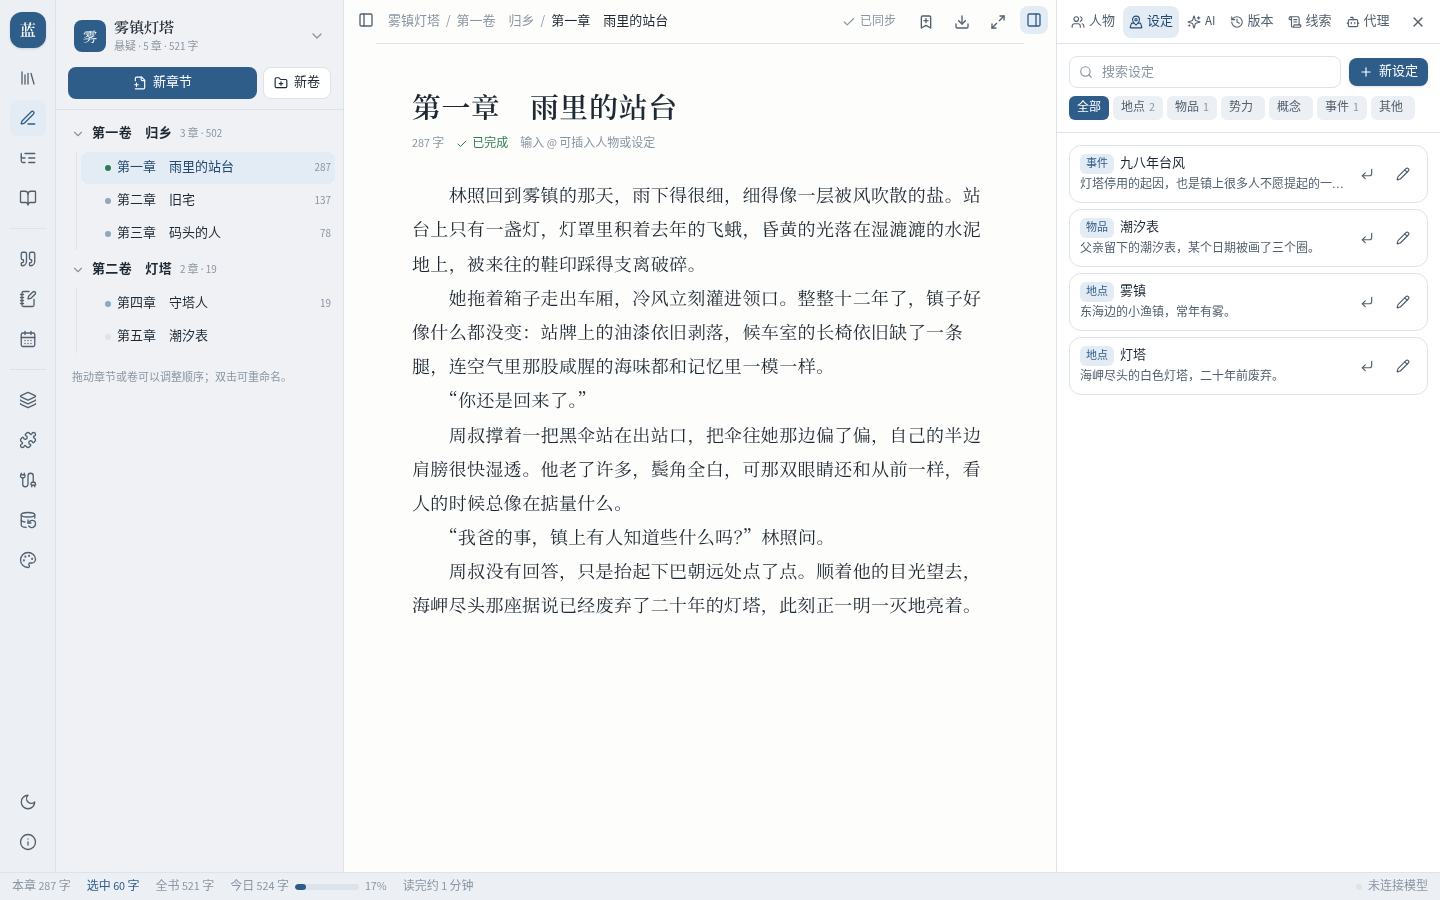 蓝
雾
雾镇灯塔
悬疑 · 5 章 · 521 字
新章节
新卷
第一卷　归乡 3 章 · 502
第一章　雨里的站台 287
第二章　旧宅 137
第三章　码头的人 78
第二卷　灯塔 2 章 · 19
第四章　守塔人 19
第五章　潮汐表
拖动章节或卷可以调整顺序；双击可重命名。
雾镇灯塔 / 第一卷　归乡 / 第一章　雨里的站台
已同步
第一章　雨里的站台
287 字 已完成 输入 @ 可插入人物或设定
林照回到雾镇的那天，雨下得很细，细得像一层被风吹散的盐。站
台上只有一盏灯，灯罩里积着去年的飞蛾，昏黄的光落在湿漉漉的水泥
地上，被来往的鞋印踩得支离破碎。
她拖着箱子走出车厢，冷风立刻灌进领口。整整十二年了，镇子好
像什么都没变：站牌上的油漆依旧剥落，候车室的长椅依旧缺了一条
腿，连空气里那股咸腥的海味都和记忆里一模一样。
“你还是回来了。”
周叔撑着一把黑伞站在出站口，把伞往她那边偏了偏，自己的半边
肩膀很快湿透。他老了许多，鬓角全白，可那双眼睛还和从前一样，看
人的时候总像在掂量什么。
“我爸的事，镇上有人知道些什么吗？”林照问。
周叔没有回答，只是抬起下巴朝远处点了点。顺着他的目光望去，
海岬尽头那座据说已经废弃了二十年的灯塔，此刻正一明一灭地亮着。
人物 设定 AI 版本 线索 代理
搜索设定
新设定
全部 地点 2 物品 1 势力 概念 事件 1 其他
事件 九八年台风
灯塔停用的起因，也是镇上很多人不愿提起的一…
物品 潮汐表
父亲留下的潮汐表，某个日期被画了三个圈。
地点 雾镇
东海边的小渔镇，常年有雾。
地点 灯塔
海岬尽头的白色灯塔，二十年前废弃。
本章 287 字 选中 60 字 全书 521 字 今日 524 字 17% 读完约 1 分钟
未连接模型